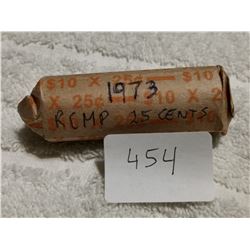 $10 X 25¢ $10
1973
X 25¢ $10 X 2
RCMP 25 CENTS
454